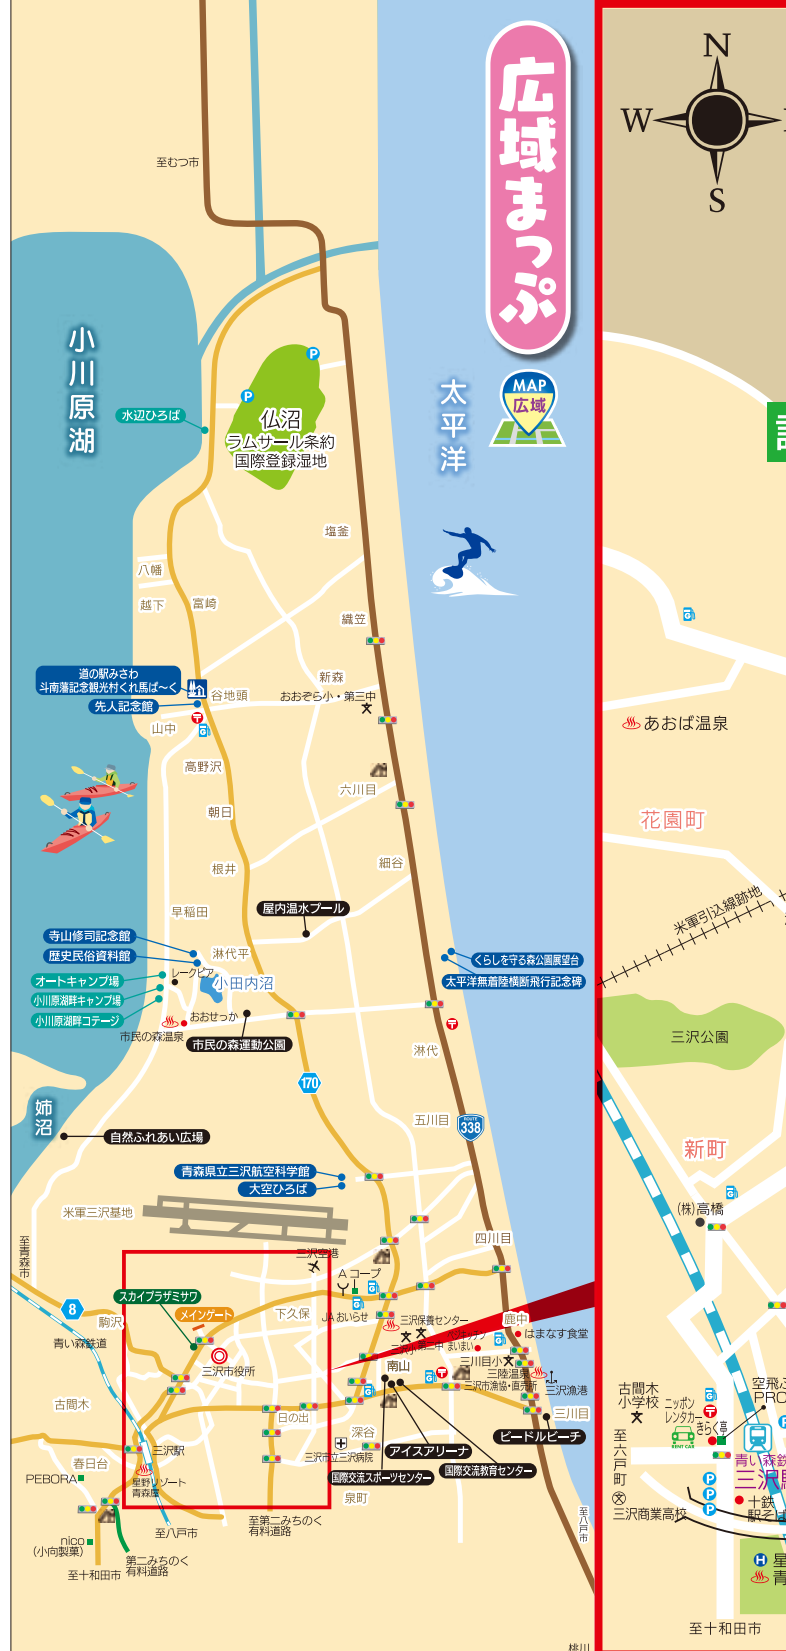 広域まっぷ
MAP
広域
N
W
S
至むつ市
小川原湖
太平洋
水辺ひろば
P
P
仏沼
ラムサール条約
国際登録湿地
塩釜
八幡
越下
富崎
織笠
道の駅みさわ
斗南藩記念観光村くれ馬ぱ〜く
先人記念館
谷地頭
新森
おおぞら小・第三中
山中
高野沢
六川目
朝日
根井
細谷
早稲田
屋内温水プール
寺山修司記念館
歴史民俗資料館
淋代平
くらしを守る森公園展望台
太平洋無着陸横断飛行記念碑
オートキャンプ場
レークピア
小田内沼
小川原湖畔キャンプ場
小川原湖畔コテージ
おおせっか
市民の森温泉
市民の森運動公園
淋代
170
姉沼
自然ふれあい広場
五川目
ROUTE
338
青森県立三沢航空科学館
大空ひろば
米軍三沢基地
至青森市
四川目
三沢空港
Aコープ
スカイプラザミサワ
メインゲート
8
駒沢
下久保
JAおいらせ
三沢保養センター
鹿中
はまなす食堂
青い森鉄道
三沢市役所
まいまい
三川目小
南山
三陸温泉
三沢市漁協・直売所
三沢漁港
古間木
日の出
三川目
深谷
ビードルビーチ
三沢駅
アイスアリーナ
三沢市立三沢病院
国際交流スポーツセンター
国際交流教育センター
春日台
PEBORA
星野リゾート
青森屋
泉町
nico
(小向製菓)
至八戸市
至第二みちのく
有料道路
至八戸市
至十和田市
第二みちのく
有料道路
桃川
あおば温泉
花園町
米軍引込線跡地
三沢公園
新町
(株)高橋
古間木
小学校
ニッポン
レンタカー
RENT CAR
きらく亭
空飛ぶ
PRO
至六戸町
青い森鉄
三沢駅
P
P
P
十鉄
駅そば
三沢商業高校
H
星
青
至十和田市